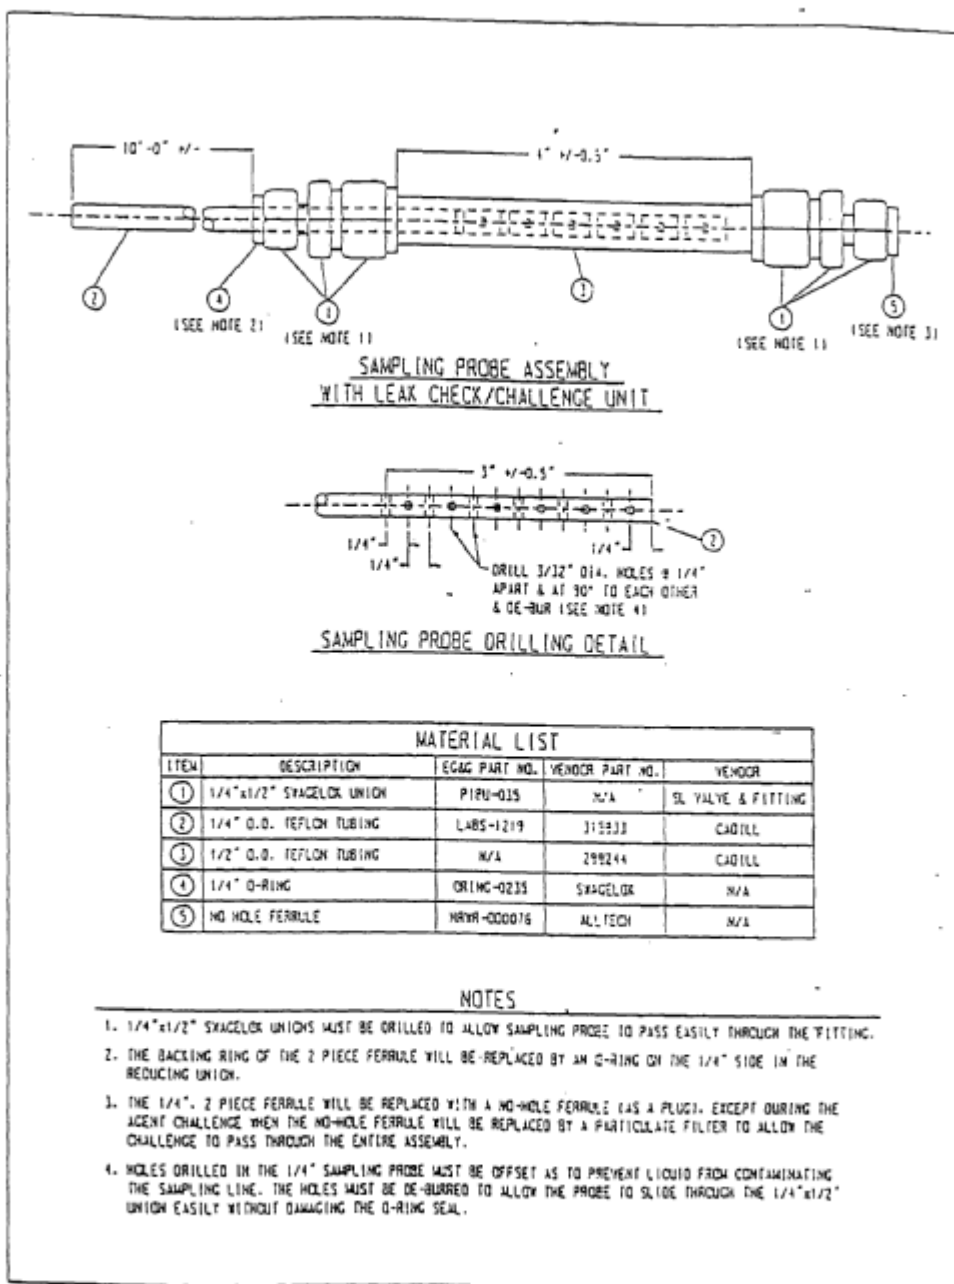 10'-0" +/-
4" +/-0.5"
2
4
(SEE NOTE 2)
1
(SEE NOTE 1)
3
1
(SEE NOTE 1)
5
(SEE NOTE 3)
SAMPLING PROBE ASSEMBLY
WITH LEAK CHECK/CHALLENGE UNIT
3" +/-0.5"
1/4"
1/4"
1/4"
2
DRILL 3/32" DIA. HOLES @ 1/4"
APART & AT 90° TO EACH OTHER
& DE-BUR (SEE NOTE 4)
SAMPLING PROBE DRILLING DETAIL
MATERIAL LIST
ITEM DESCRIPTION EG&G PART NO. VENDOR PART NO. VENDOR
1 1/4"x1/2" SWAGELOK UNION N/A SL VALVE & FITTING
2 1/4" O.D. TEFLON TUBING LABS-1219 CADILL
3 1/2" O.D. TEFLON TUBING N/A 298244 CADILL
4 1/4" O-RING ORING-0235 SWAGELOK N/A
5 NO HOLE FERRULE ALLTECH N/A
NOTES
1. 1/4"x1/2" SWAGELOK UNIONS MUST BE DRILLED TO ALLOW SAMPLING PROBE TO PASS EASILY THROUGH THE FITTING.
2. THE BACKING RING OF THE 2 PIECE FERRULE WILL BE REPLACED BY AN O-RING ON THE 1/4" SIDE IN THE
REDUCING UNION.
3. THE 1/4", 2 PIECE FERRULE WILL BE REPLACED WITH A NO-HOLE FERRULE (AS A PLUG), EXCEPT DURING THE
AGENT CHALLENGE WHEN THE NO-HOLE FERRULE WILL BE REPLACED BY A PARTICULATE FILTER TO ALLOW THE
CHALLENGE TO PASS THROUGH THE ENTIRE ASSEMBLY.
4. HOLES DRILLED IN THE 1/4" SAMPLING PROBE MUST BE OFFSET AS TO PREVENT LIQUID FROM CONTAMINATING
THE SAMPLING LINE. THE HOLES MUST BE DE-BURRED TO ALLOW THE PROBE TO SLIDE THROUGH THE 1/4"x1/2"
UNION EASILY WITHOUT DAMAGING THE O-RING SEAL.